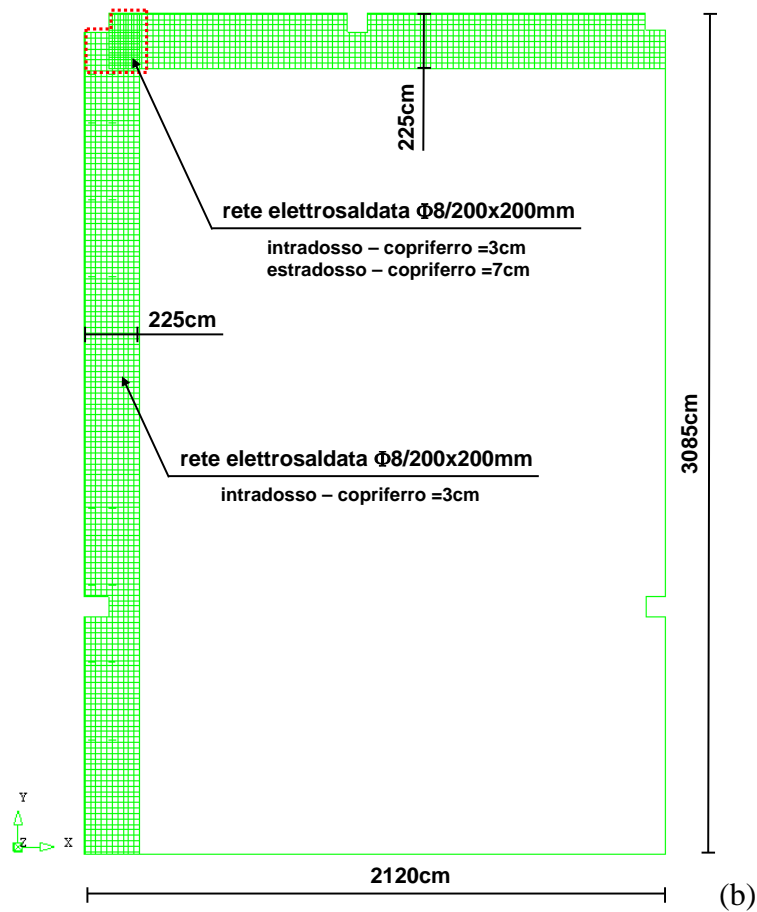 225cm
rete elettrosaldata Φ8/200x200mm
intradosso – copriferro =3cm
estradosso – copriferro =7cm
225cm
rete elettrosaldata Φ8/200x200mm
intradosso – copriferro =3cm
3085cm
Y
Z
X
2120cm
(b)